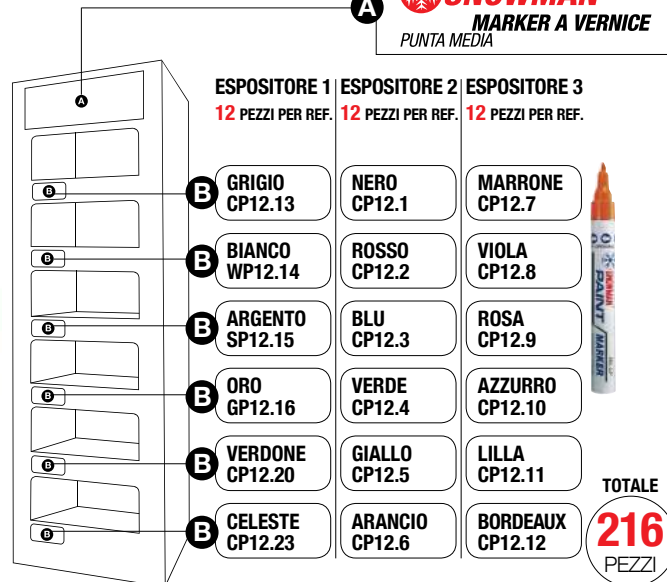 A
SNOWMAN
MARKER A VERNICE
PUNTA MEDIA
ESPOSITORE 1 ESPOSITORE 2 ESPOSITORE 3
12 PEZZI PER REF. 12 PEZZI PER REF. 12 PEZZI PER REF.
A
B
B
B
B
B
B
B GRIGIO CP12.13
NERO CP12.1
MARRONE CP12.7
B BIANCO WP12.14
ROSSO CP12.2
VIOLA CP12.8
B ARGENTO SP12.15
BLU CP12.3
ROSA CP12.9
B ORO GP12.16
VERDE CP12.4
AZZURRO CP12.10
B VERDONE CP12.20
GIALLO CP12.5
LILLA CP12.11
B CELESTE CP12.23
ARANCIO CP12.6
BORDEAUX CP12.12
SNOWMAN
PAINT MARKER
TOTALE
216
PEZZI